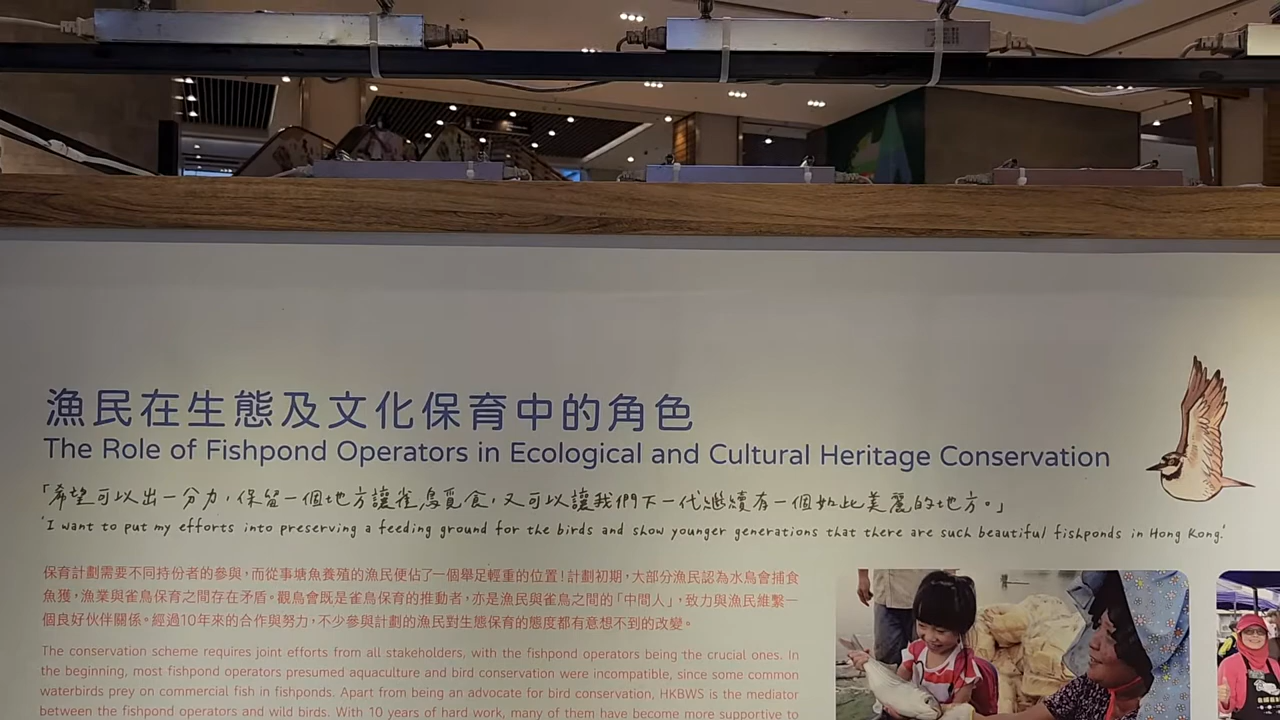 漁民在生態及文化保育中的角色
The Role of Fishpond Operators in Ecological and Cultural Heritage Conservation
「希望可以出一分力，保留一個地方讓雀鳥覓食，又可以讓我們下一代繼續有一個如此美麗的地方。」
'I want to put my efforts into preserving a feeding ground for the birds and show younger generations that there are such beautiful fishponds in Hong Kong.'
保育計劃需要不同持份者的參與，而從事塘魚養殖的漁民便佔了一個舉足輕重的位置！計劃初期，大部分漁民認為水鳥會捕食
魚獲，漁業與雀鳥保育之間存在矛盾。觀鳥會既是雀鳥保育的推動者，亦是漁民與雀鳥之間的「中間人」，致力與漁民維繫一
個良好伙伴關係。經過10年來的合作與努力，不少參與計劃的漁民對生態保育的態度都有意想不到的改變。
The conservation scheme requires joint efforts from all stakeholders, with the fishpond operators being the crucial ones. In
the beginning, most fishpond operators presumed aquaculture and bird conservation were incompatible, since some common
waterbirds prey on commercial fish in fishponds. Apart from being an advocate for bird conservation, HKBWS is the mediator
between the fishpond operators and wild birds. With 10 years of hard work, many of them have become more supportive to